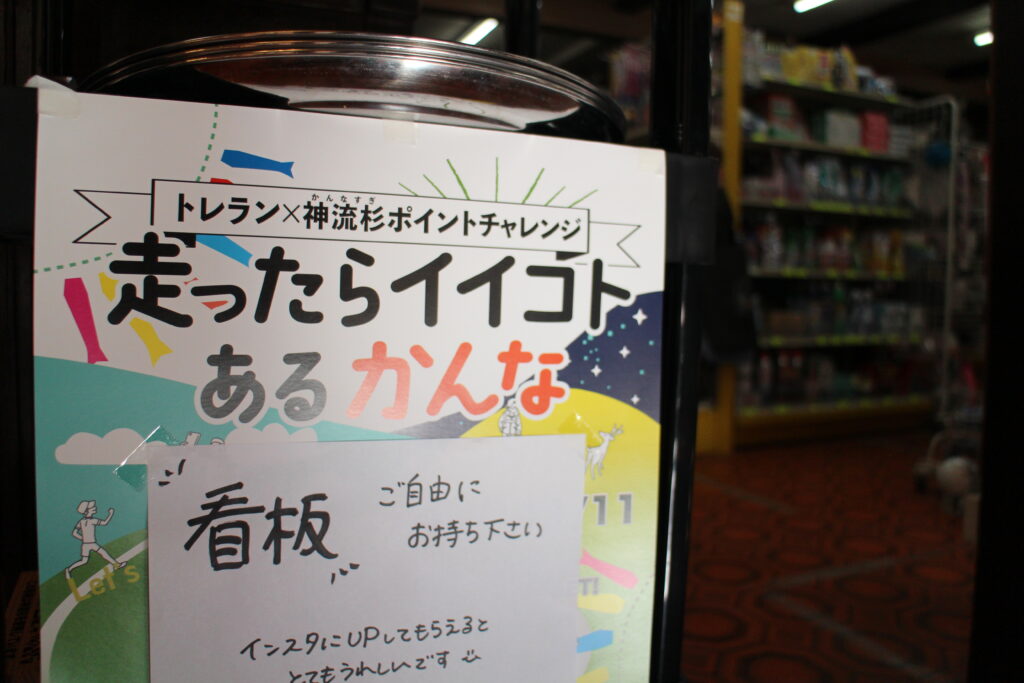 かんなすぎ
トレラン×神流杉ポイントチャレンジ
走ったらイイコト
あるかんな
看板
ご自由に
お持ち下さい
/11
Let's
インスタにUPしてもらえると
とてもうれしいです